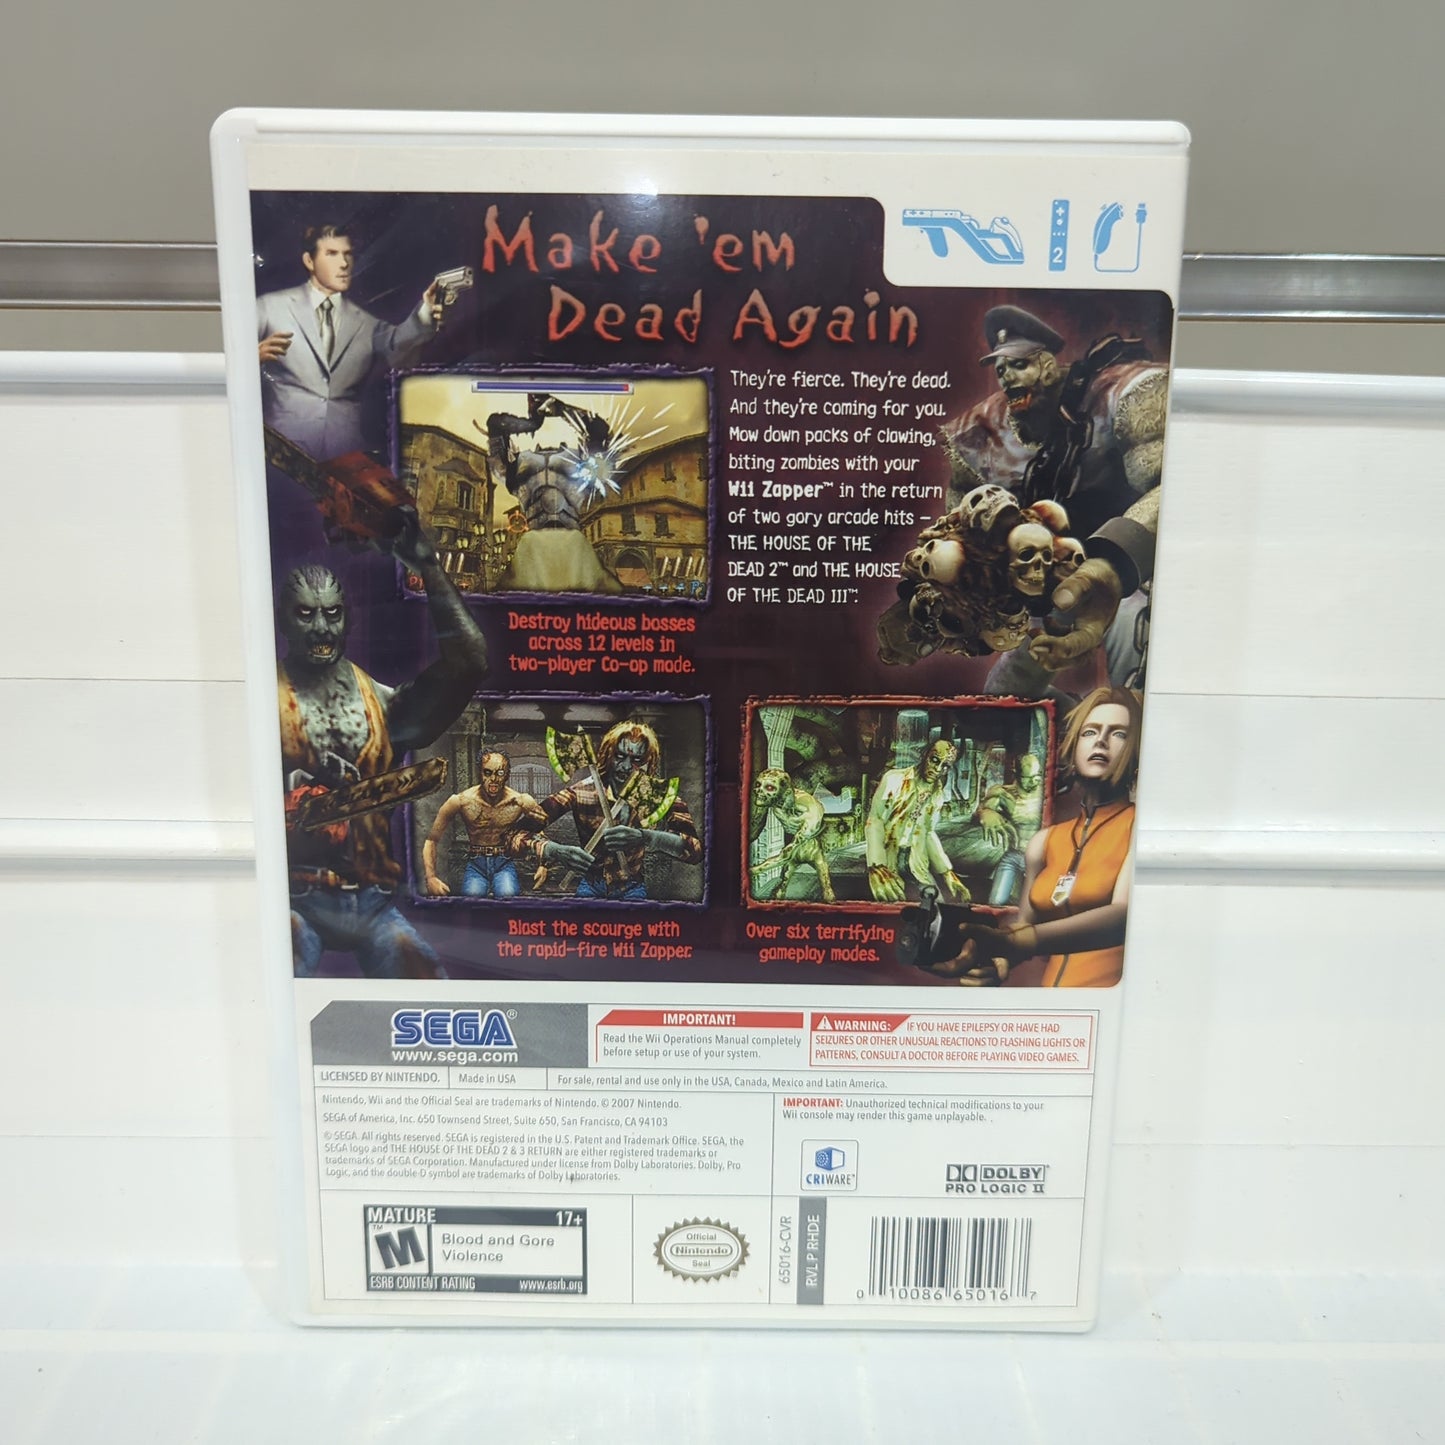 Make 'em
Dead Again
2
They're fierce. They're dead.
And they're coming for you.
Mow down packs of clawing,
biting zombies with your
Wii Zapper™ in the return
of two gory arcade hits –
THE HOUSE OF THE
DEAD 2™ and THE HOUSE
OF THE DEAD III™.
Destroy hideous bosses
across 12 levels in
two-player Co-op mode.
Blast the scourge with
the rapid-fire Wii Zapper.
Over six terrifying
gameplay modes.
SEGA®
www.sega.com
IMPORTANT!
Read the Wii Operations Manual completely
before setup or use of your system.
WARNING: IF YOU HAVE EPILEPSY OR HAVE HAD
SEIZURES OR OTHER UNUSUAL REACTIONS TO FLASHING LIGHTS OR
PATTERNS, CONSULT A DOCTOR BEFORE PLAYING VIDEO GAMES.
LICENSED BY NINTENDO.
Made in USA
For sale, rental and use only in the USA, Canada, Mexico and Latin America.
Nintendo, Wii and the Official Seal are trademarks of Nintendo. © 2007 Nintendo.
SEGA of America, Inc. 650 Townsend Street, Suite 650, San Francisco, CA 94103
© SEGA. All rights reserved. SEGA is registered in the U.S. Patent and Trademark Office. SEGA, the
SEGA logo and THE HOUSE OF THE DEAD 2 & 3 RETURN are either registered trademarks or
trademarks of SEGA Corporation. Manufactured under license from Dolby Laboratories. Dolby, Pro
Logic, and the double-D symbol are trademarks of Dolby Laboratories.
IMPORTANT: Unauthorized technical modifications to your
Wii console may render this game unplayable.
CRIWARE™
DOLBY®
PRO LOGIC II
MATURE 17+
M™
Blood and Gore
Violence
ESRB CONTENT RATING www.esrb.org
Official
Nintendo
Seal
65016-CVR
RVL P RHDE
0 10086 65016 7